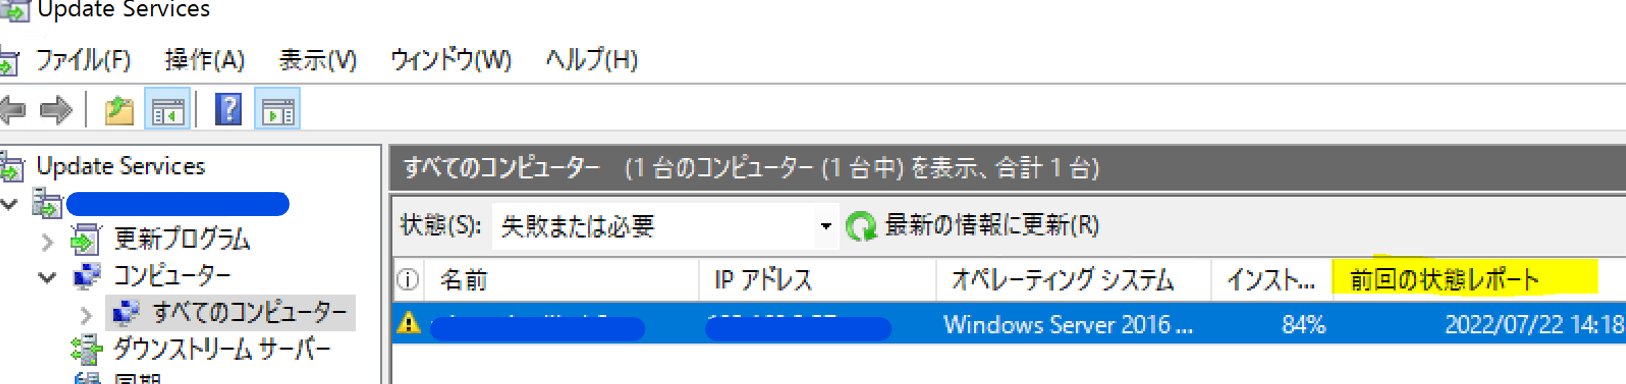 Update Services
ファイル(F) 操作(A) 表示(V) ウィンドウ(W) ヘルプ(H)
Update Services
すべてのコンピューター (1 台のコンピューター (1 台中) を表示、合計 1 台)
状態(S): 失敗または必要 最新の情報に更新(R)
更新プログラム
コンピューター
名前 IP アドレス オペレーティング システム インスト... 前回の状態レポート
すべてのコンピューター
Windows Server 2016 ... 84% 2022/07/22 14:18
ダウンストリーム サーバー
同期